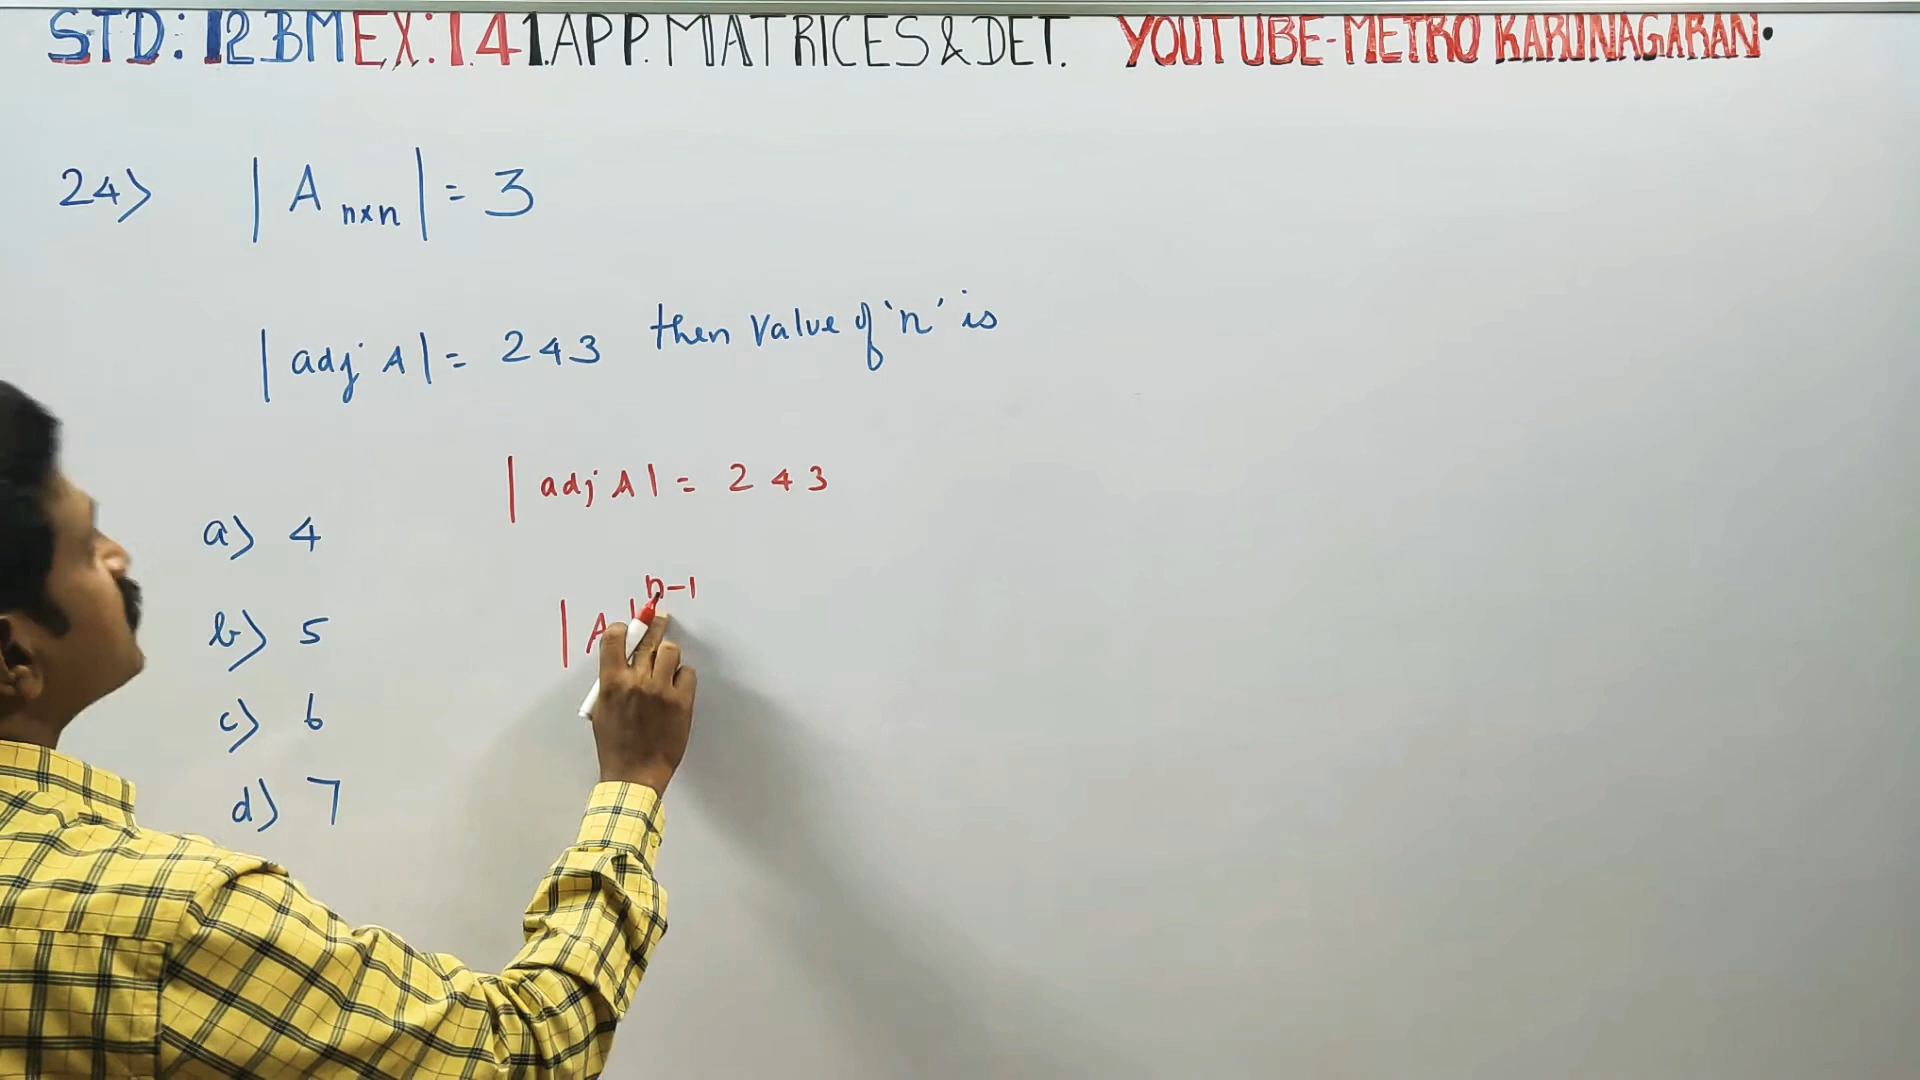 STD: 12 BM EX: 1.4 1.APP. MATRICES & DET. YOUTUBE-METRO KARUNAGARAN.
24) | A n×n | = 3
| adj A | = 243 then value of 'n' is
| adj A | = 243
a) 4
| A | n-1
b) 5
c) 6
d) 7